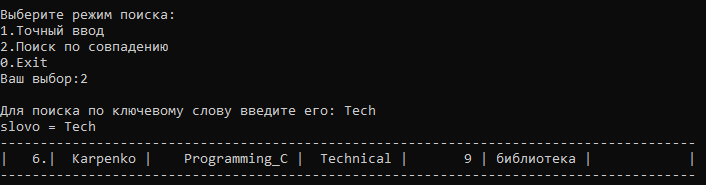 Выберите режим поиска:
1.Точный ввод
2.Поиск по совпадению
0.Exit
Ваш выбор:2
Для поиска по ключевому слову введите его: Tech
slovo = Tech
---------------------------------------------------------------------------------------
|   6.|  Karpenko |    Programming_C |  Technical |       9 | библиотека |            |
---------------------------------------------------------------------------------------